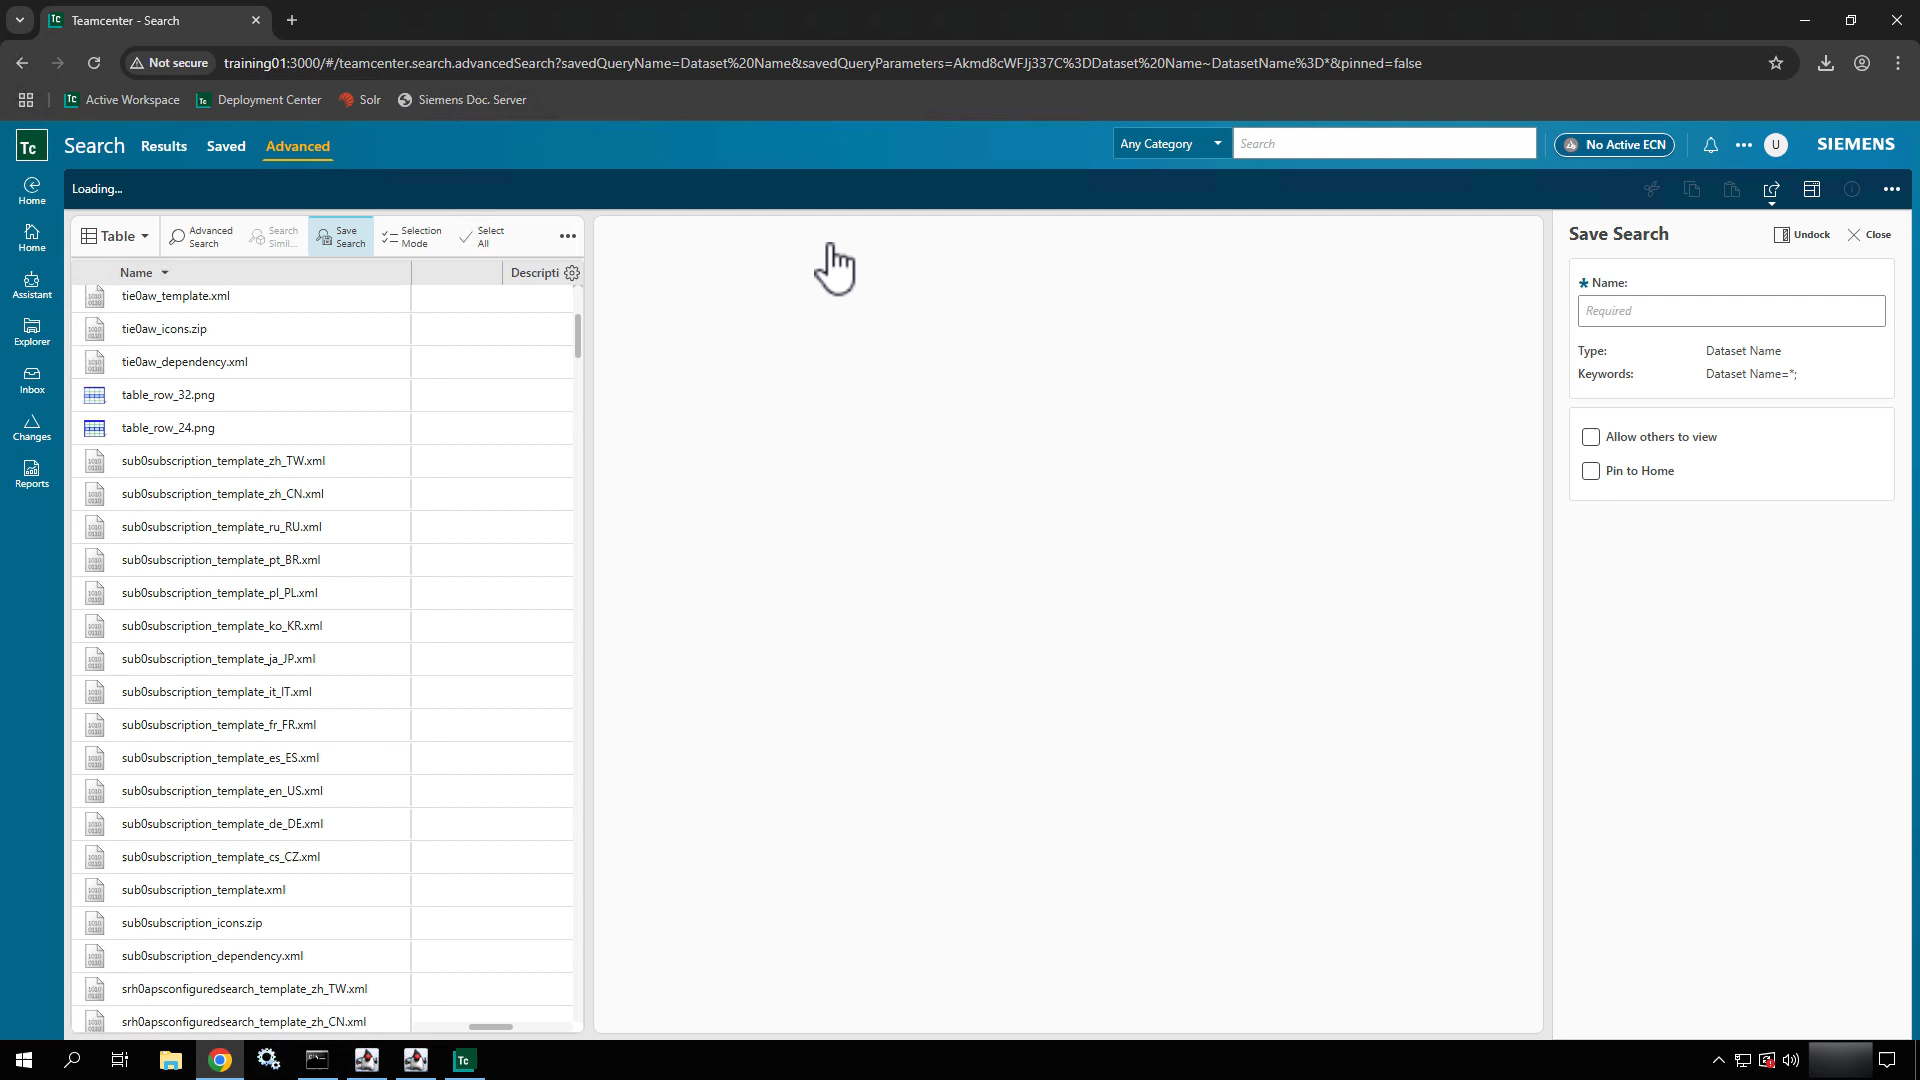 Tc Teamcenter - Search
Not secure training01:3000/#/teamcenter.search.advancedSearch?savedQueryName=Dataset%20Name&savedQueryParameters=Akmd8cWFJj337C%3DDataset%20Name~DatasetName%3D*&pinned=false
Tc Active Workspace Tc Deployment Center Solr Siemens Doc. Server
Tc Search Results Saved Advanced Any Category Search No Active ECN U SIEMENS
Loading...
Home
Home
Assistant
Explorer
Inbox
Changes
Reports
Table Advanced Search Search Simil... Save Search Selection Mode Select All
Name Descripti
tie0aw_template.xml
tie0aw_icons.zip
tie0aw_dependency.xml
table_row_32.png
table_row_24.png
sub0subscription_template_zh_TW.xml
sub0subscription_template_zh_CN.xml
sub0subscription_template_ru_RU.xml
sub0subscription_template_pt_BR.xml
sub0subscription_template_pl_PL.xml
sub0subscription_template_ko_KR.xml
sub0subscription_template_ja_JP.xml
sub0subscription_template_it_IT.xml
sub0subscription_template_fr_FR.xml
sub0subscription_template_es_ES.xml
sub0subscription_template_en_US.xml
sub0subscription_template_de_DE.xml
sub0subscription_template_cs_CZ.xml
sub0subscription_template.xml
sub0subscription_icons.zip
sub0subscription_dependency.xml
srh0apsconfiguredsearch_template_zh_TW.xml
srh0apsconfiguredsearch_template_zh_CN.xml
Save Search Undock Close
* Name:
Required
Type: Dataset Name
Keywords: Dataset Name=*;
Allow others to view
Pin to Home
Tc